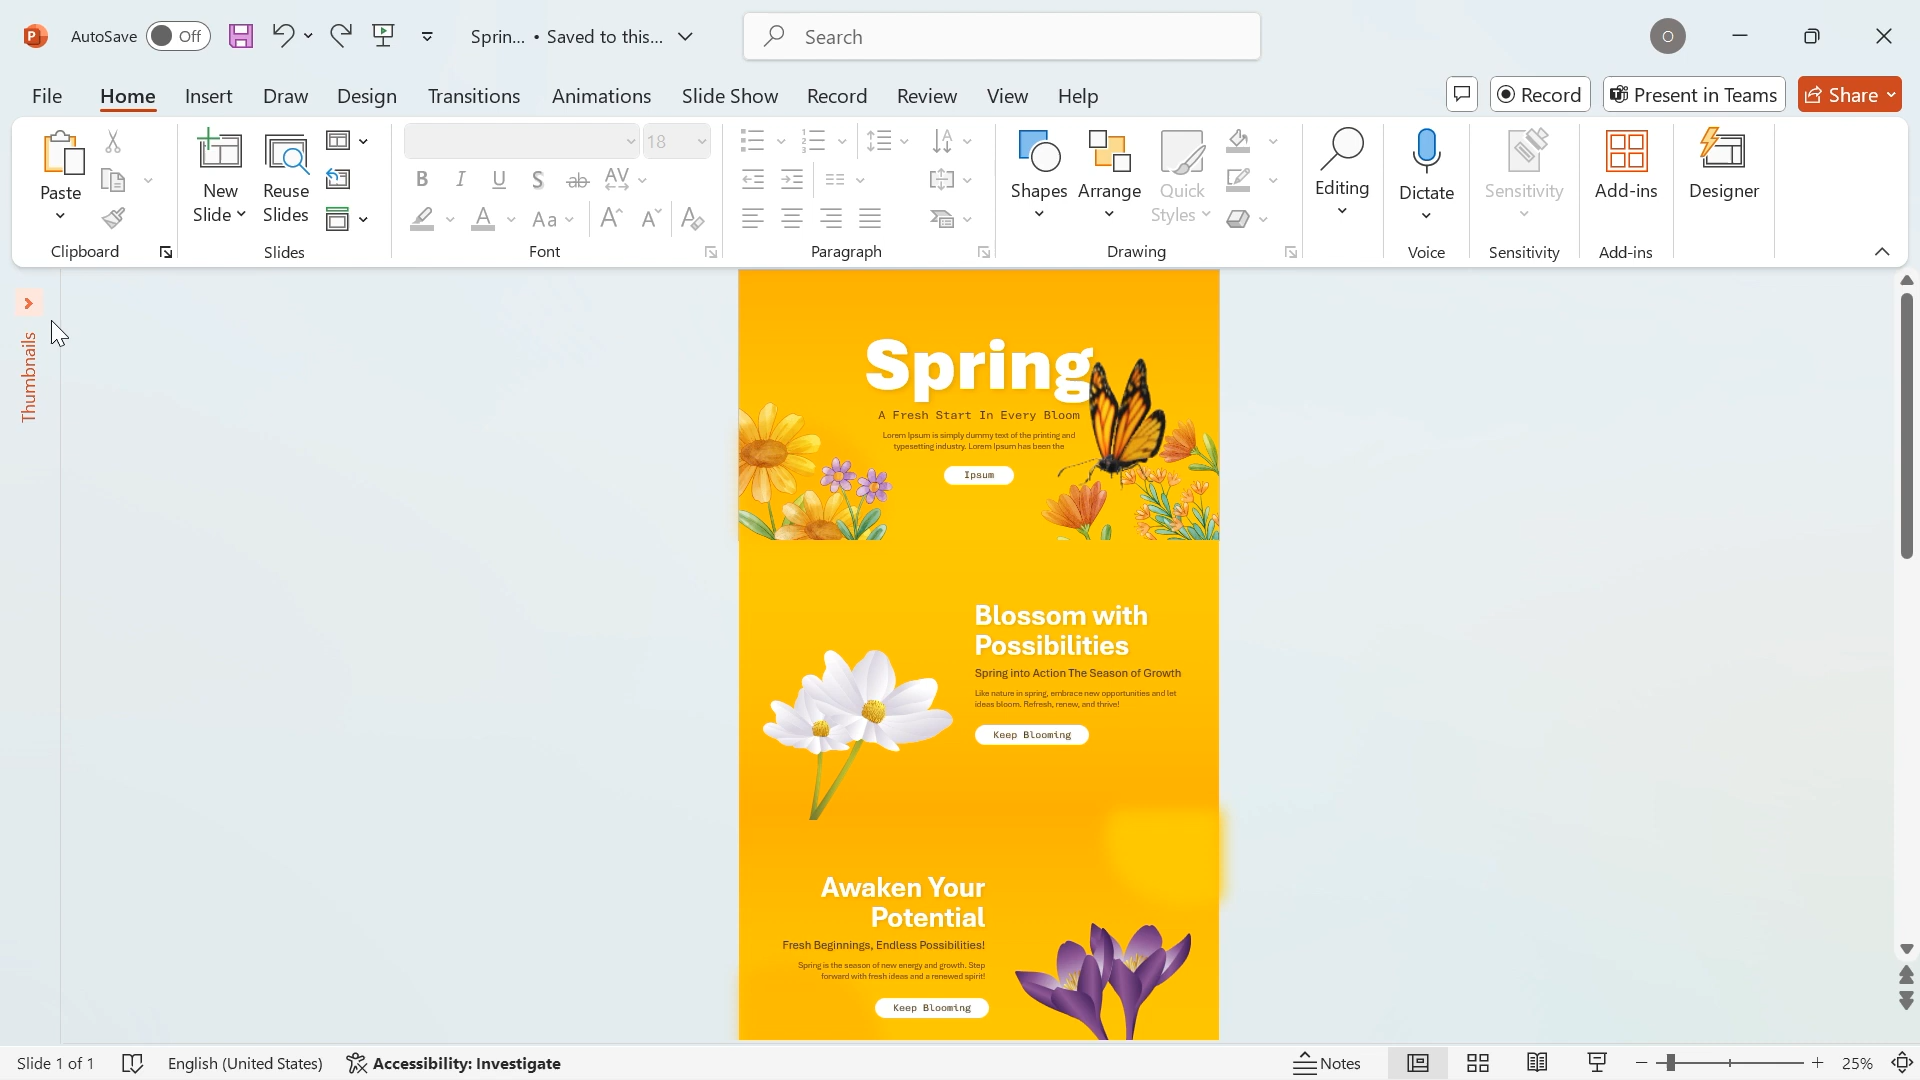 AutoSave Off Sprin... • Saved to this... Search O
File Home Insert Draw Design Transitions Animations Slide Show Record Review View Help Record Present in Teams Share
Paste
New
Slide
Reuse
Slides
18
Shapes
Arrange
Quick
Styles
Editing
Dictate
Sensitivity
Add-ins
Designer
Clipboard Slides Font Paragraph Drawing Voice Sensitivity Add-ins
Thumbnails
Spring
A Fresh Start In Every Bloom
Lorem Ipsum is simply dummy text of the printing and
typesetting industry. Lorem Ipsum has been the
Ipsum
Blossom with
Possibilities
Spring into Action The Season of Growth
Like nature in spring, embrace new opportunities and let
ideas bloom. Refresh, renew, and thrive!
Keep Blooming
Awaken Your
Potential
Fresh Beginnings, Endless Possibilities!
Spring is the season of new energy and growth. Step
forward with fresh ideas and a renewed spirit!
Keep Blooming
Slide 1 of 1 English (United States) Accessibility: Investigate Notes 25%